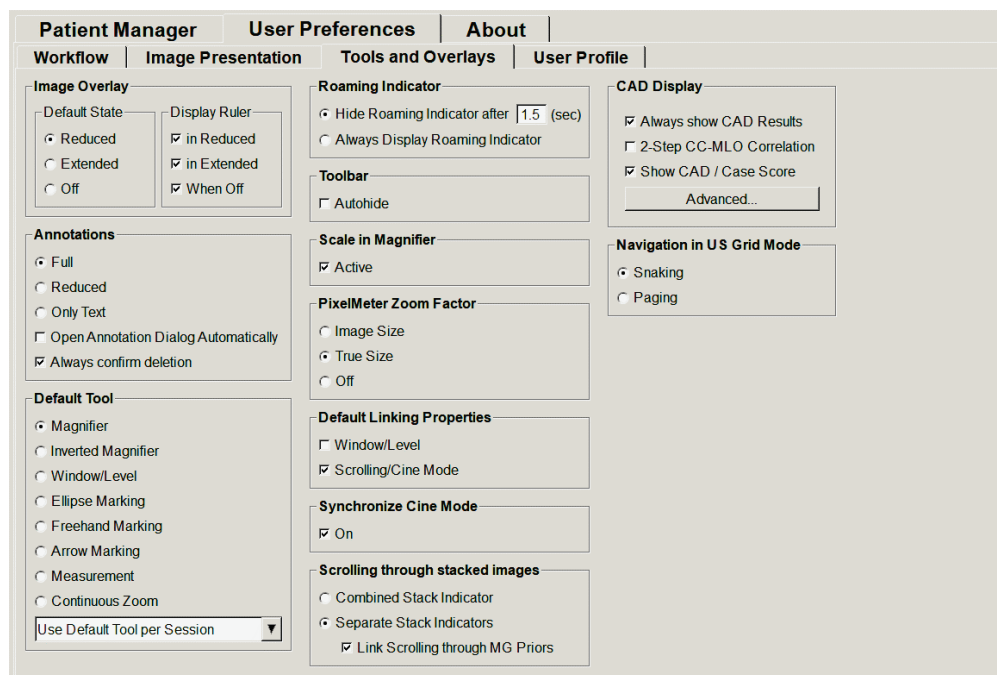 Patient Manager User Preferences About
Workflow Image Presentation Tools and Overlays User Profile
Image Overlay
Default State
Reduced
Extended
Off
Display Ruler
in Reduced
in Extended
When Off
Annotations
Full
Reduced
Only Text
Open Annotation Dialog Automatically
Always confirm deletion
Default Tool
Magnifier
Inverted Magnifier
Window/Level
Ellipse Marking
Freehand Marking
Arrow Marking
Measurement
Continuous Zoom
Use Default Tool per Session
Roaming Indicator
Hide Roaming Indicator after 1.5 (sec)
Always Display Roaming Indicator
Toolbar
Autohide
Scale in Magnifier
Active
PixelMeter Zoom Factor
Image Size
True Size
Off
Default Linking Properties
Window/Level
Scrolling/Cine Mode
Synchronize Cine Mode
On
Scrolling through stacked images
Combined Stack Indicator
Separate Stack Indicators
Link Scrolling through MG Priors
CAD Display
Always show CAD Results
2-Step CC-MLO Correlation
Show CAD / Case Score
Advanced...
Navigation in US Grid Mode
Snaking
Paging